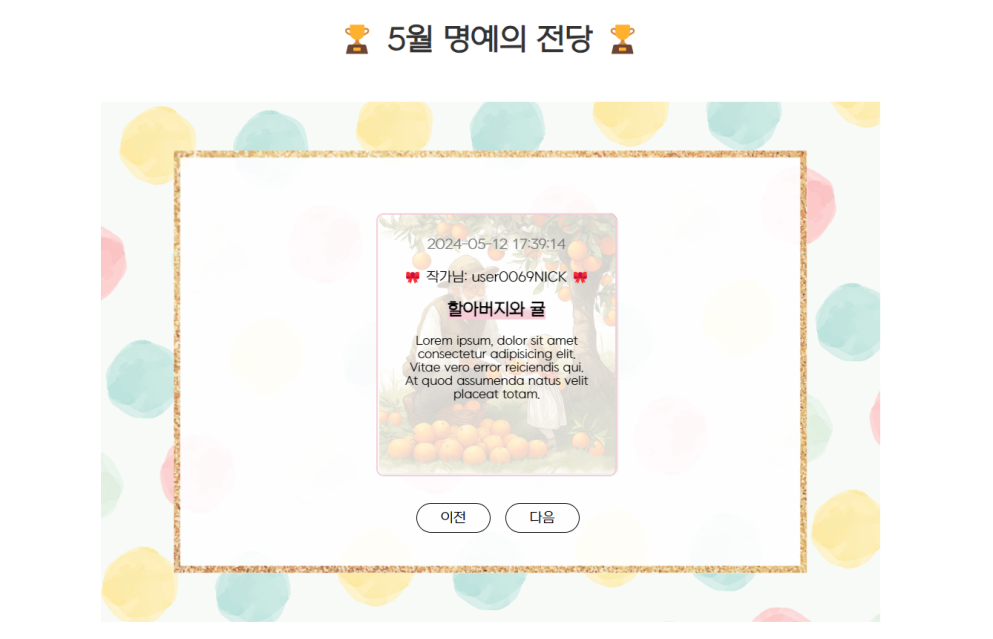 🏆 5월 명예의 전당 🏆
2024-05-12 17:39:14
🎀 작가님: user0069NICK 🎀
할아버지와 귤
Lorem ipsum, dolor sit amet
consectetur adipisicing elit.
Vitae vero error reiciendis qui.
At quod assumenda natus velit
placeat totam.
이전 다음